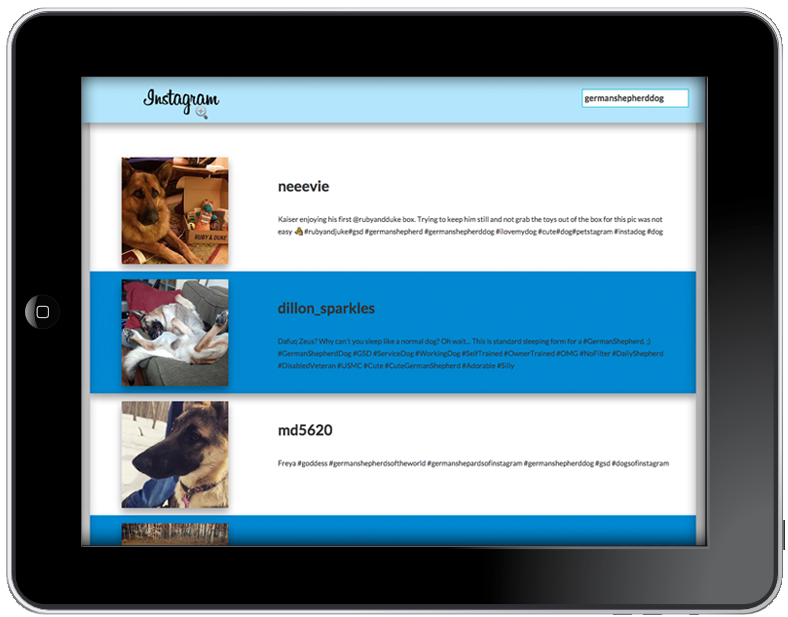 Instagram
germanshepherddog
neeevie
Kaiser enjoying his first @rubyandduke box. Trying to keep him still and not grab the toys out of the box for this pic was not
easy 🐴 #rubyandjuke#gsd #germanshepherd #germanshepherddog #ilovemydog #cute#dog#petstagram #instadog #dog
RUBY & DUKE
dillon_sparkles
Dafuq Zeus? Why can't you sleep like a normal dog? Oh wait... This is standard sleeping form for a #GermanShepherd. ;)
#GermanShepherdDog #GSD #ServiceDog #WorkingDog #SelfTrained #OwnerTrained #OMG #NoFilter #DailyShepherd
#DisabledVeteran #USMC #Cute #CuteGermanShepherd #Adorable #Silly
md5620
Freya #goddess #germanshepherdsoftheworld #germanshepardsofinstagram #germanshepherddog #gsd #dogsofinstagram